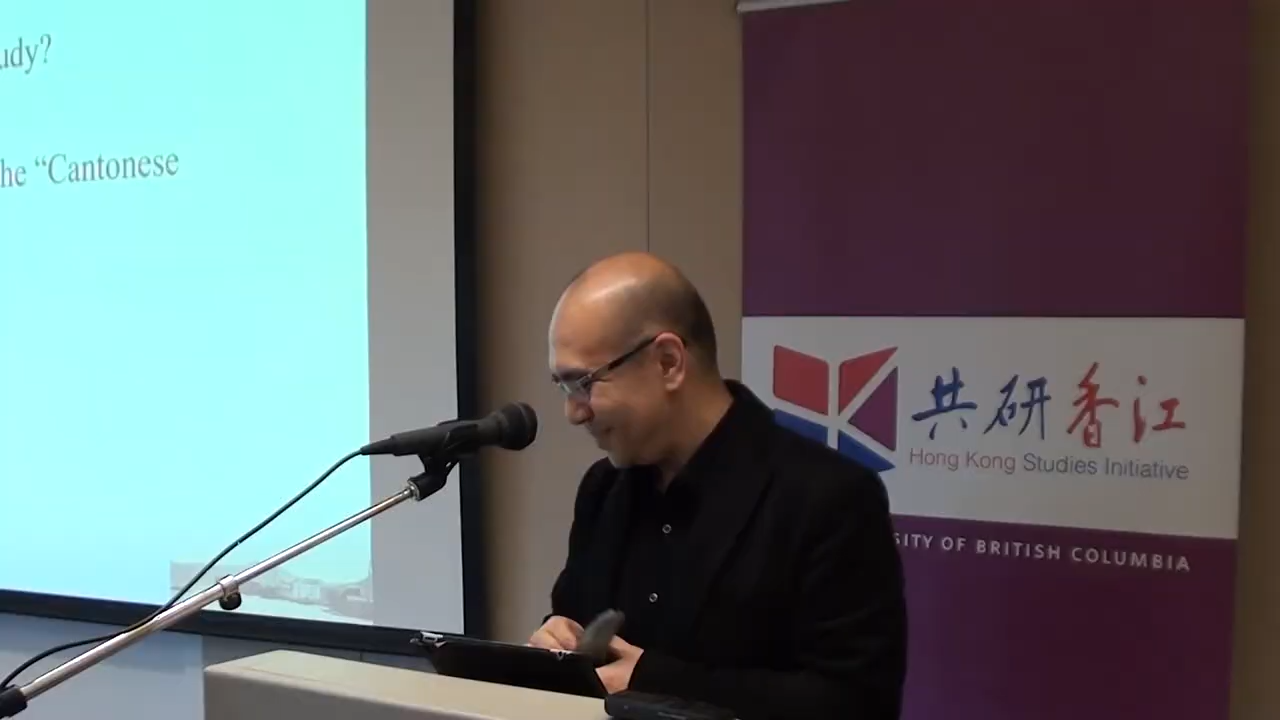 udy?
he “Cantonese
共研香江
Hong Kong Studies Initiative
SITY OF BRITISH COLUMBIA